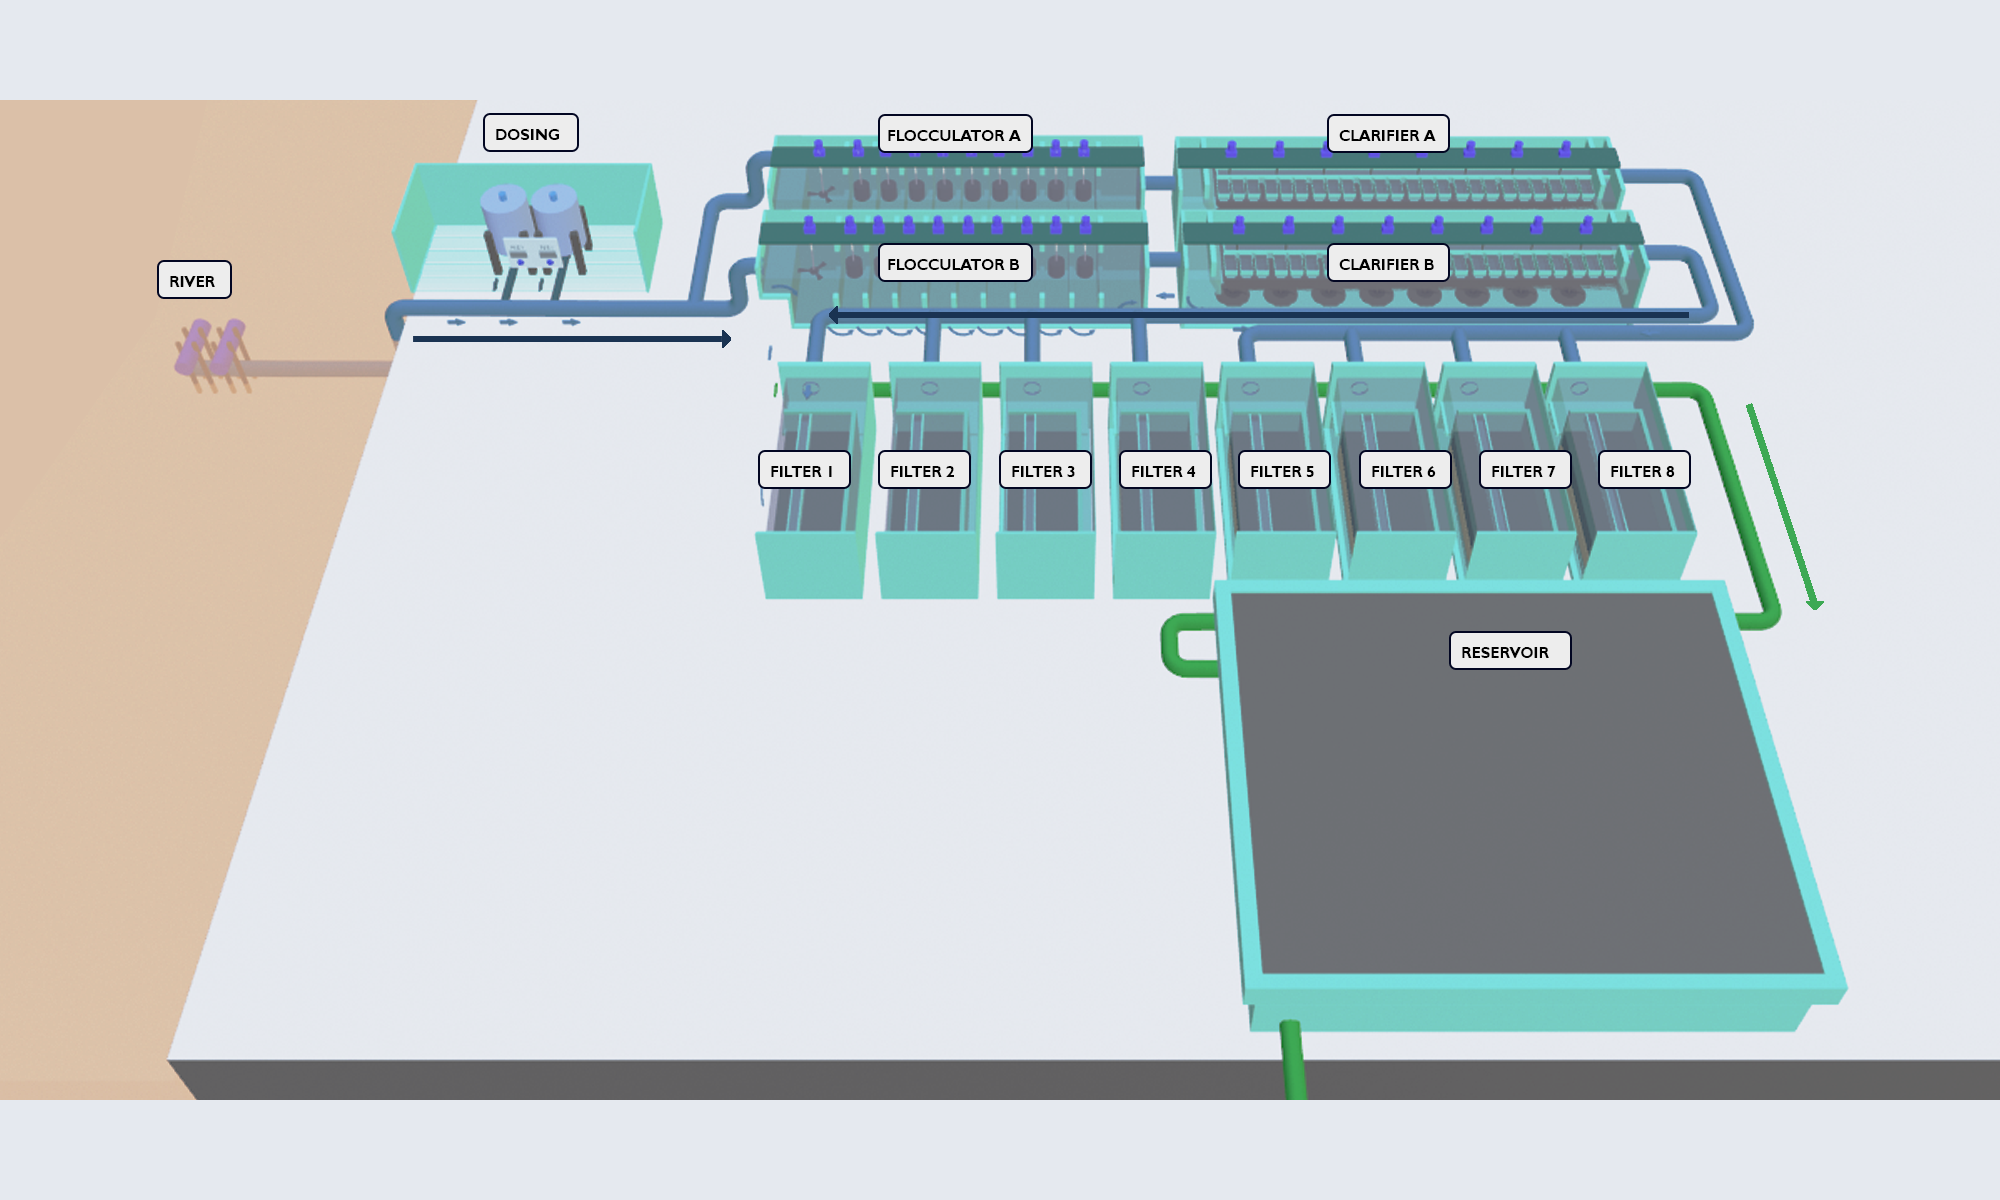 DOSING
FLOCCULATOR A
CLARIFIER A
RIVER
FLOCCULATOR B
CLARIFIER B
FILTER 1
FILTER 2
FILTER 3
FILTER 4
FILTER 5
FILTER 6
FILTER 7
FILTER 8
RESERVOIR